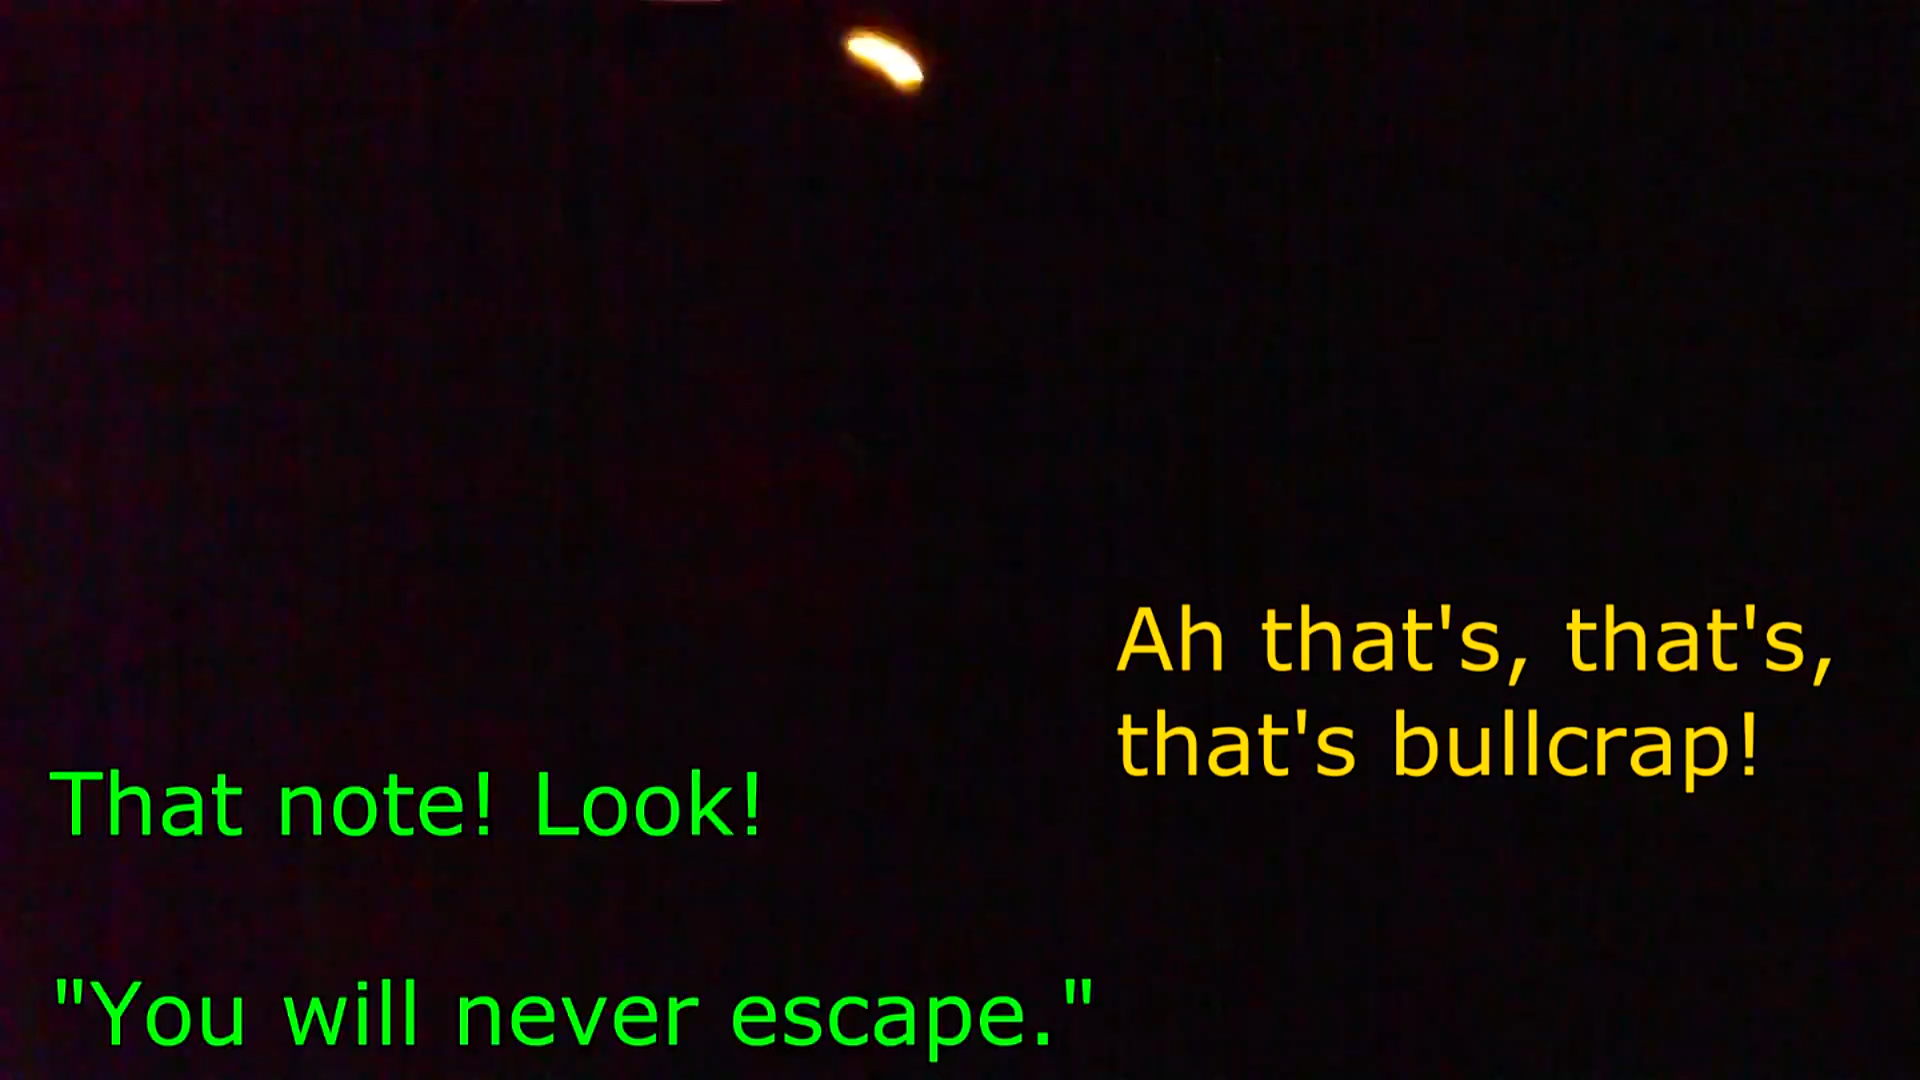 Ah that's, that's,
that's bullcrap!
That note! Look!
"You will never escape."